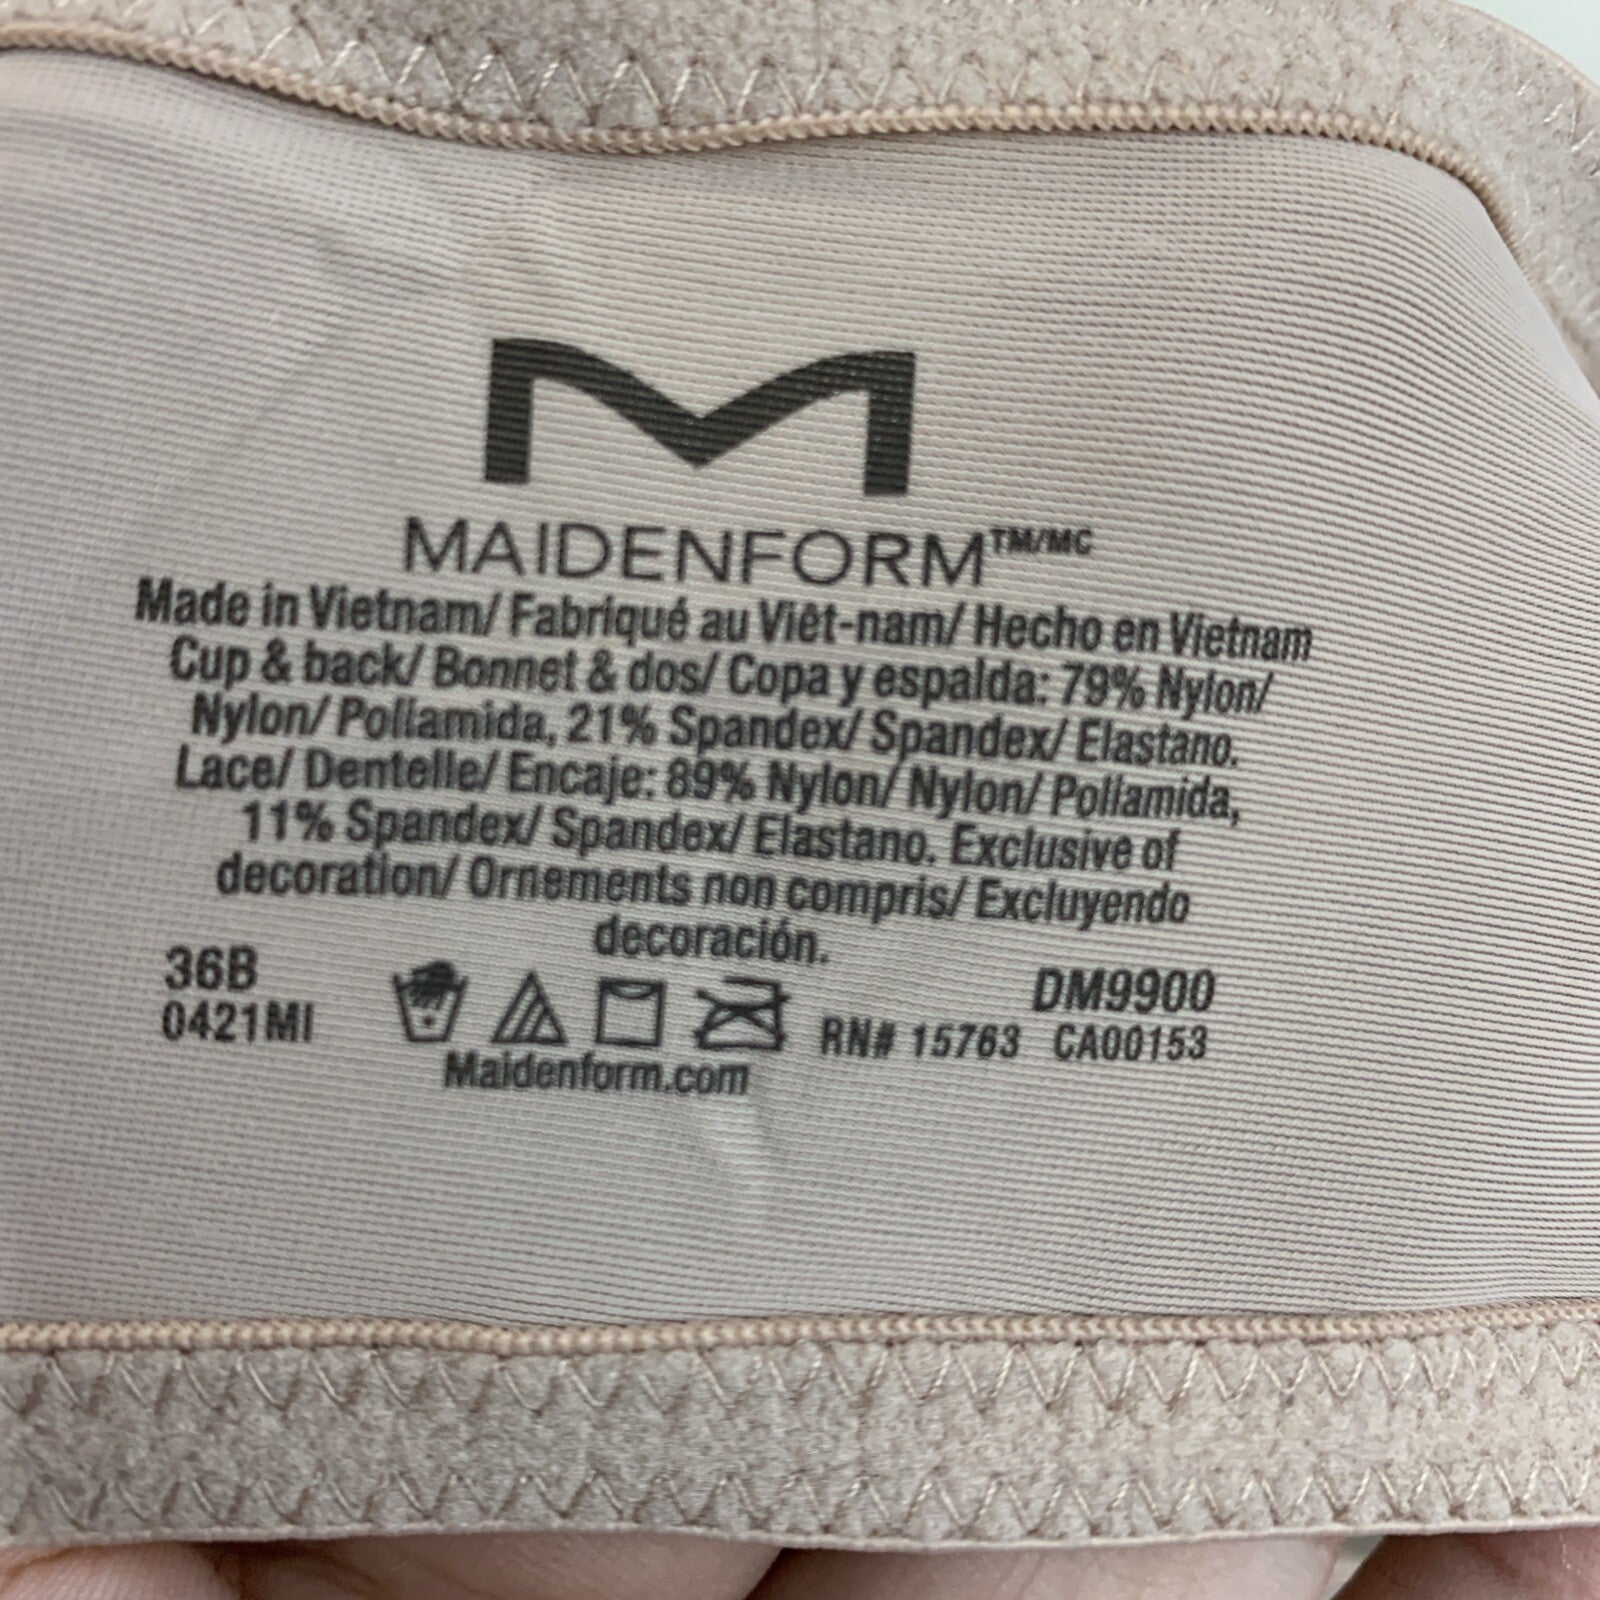 MAIDENFORM™/MC
Made in Vietnam/ Fabriqué au Viêt-nam/ Hecho en Vietnam
Cup & back/ Bonnet & dos/ Copa y espalda: 79% Nylon/
Nylon/ Poliamida, 21% Spandex/ Spandex/ Elastano.
Lace/ Dentelle/ Encaje: 89% Nylon/ Nylon/ Poliamida,
11% Spandex/ Spandex/ Elastano. Exclusive of
decoration/ Ornements non compris/ Excluyendo
decoración.
36B DM9900
0421MI RN# 15763 CA00153
Maidenform.com